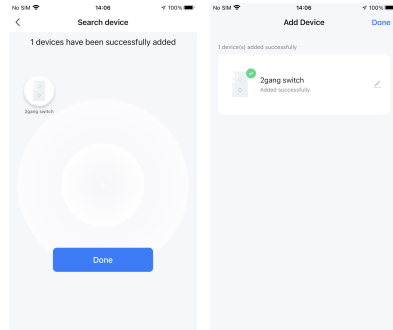 No SIM 14:06 100%
Search device
1 devices have been successfully added
2gang switch
Done
No SIM 14:06 100%
Add Device Done
1 device(s) added successfully
2gang switch
Added successfully